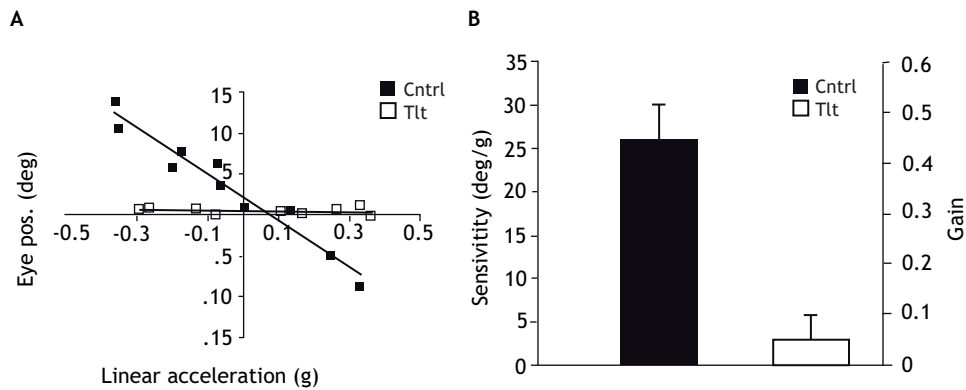 A
Eye pos. (deg)
15
10
5
.5
.10
.15
-0.5
-0.3
-0.1
0.1
0.3
0.5
Cntrl
Tlt
Linear acceleration (g)
B
Sensivitity (deg/g)
35
30
25
20
15
10
5
0
Cntrl
Tlt
0.6
0.5
0.4
0.3
0.2
0.1
0
Gain